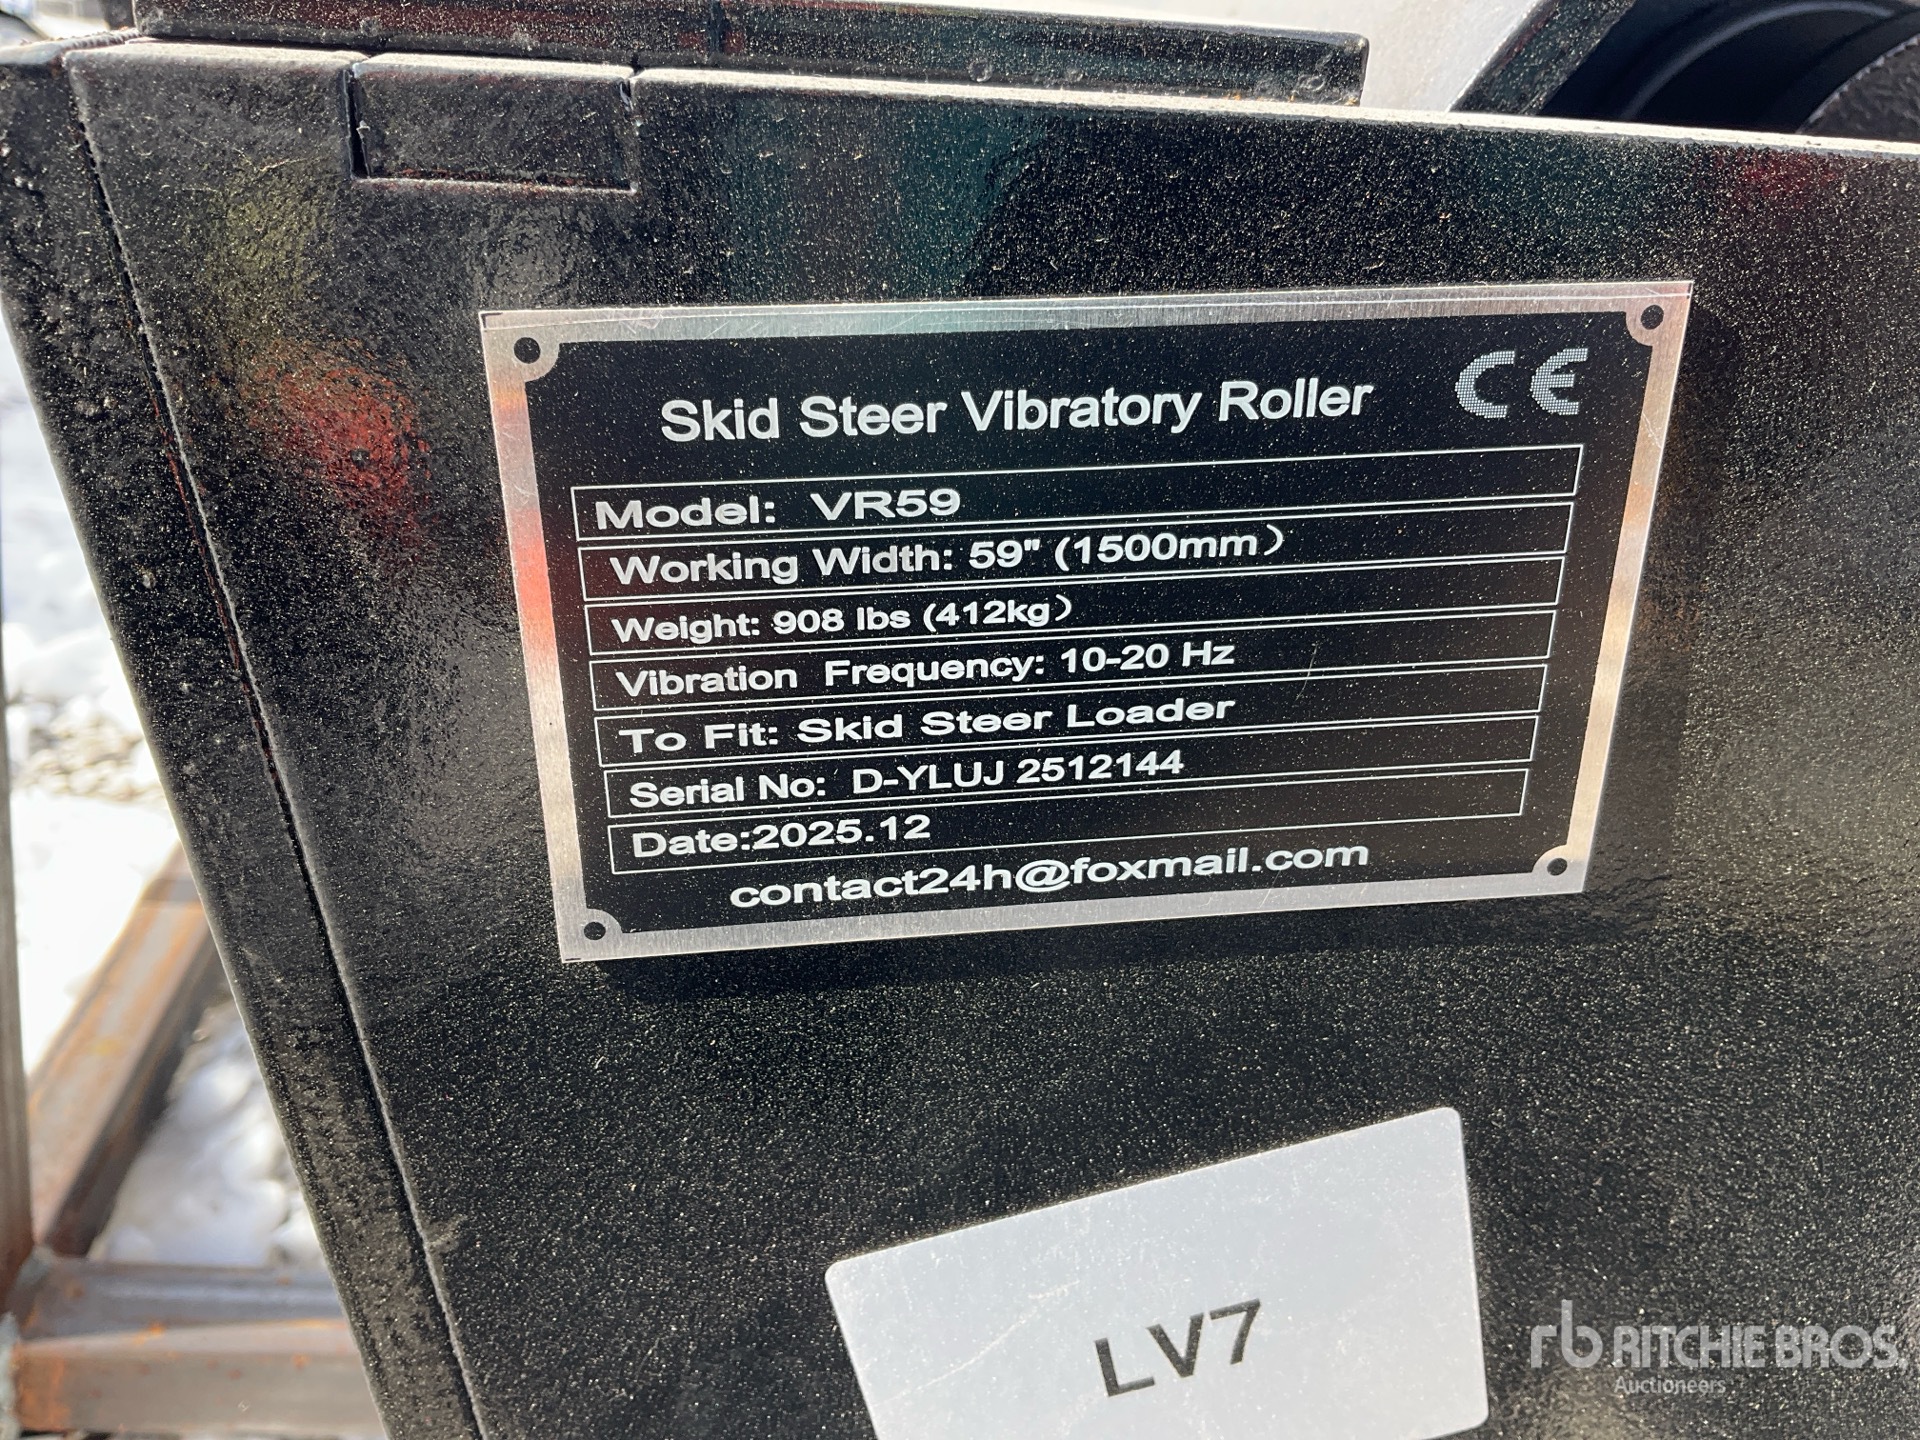 Skid Steer Vibratory Roller CE
Model: VR59
Working Width: 59" (1500mm)
Weight: 908 lbs (412kg)
Vibration Frequency: 10-20 Hz
To Fit: Skid Steer Loader
Serial No: D-YLUJ 2512144
Date:2025.12
contact24h@foxmail.com
LV7
rb RITCHIE BROS.
Auctioneers